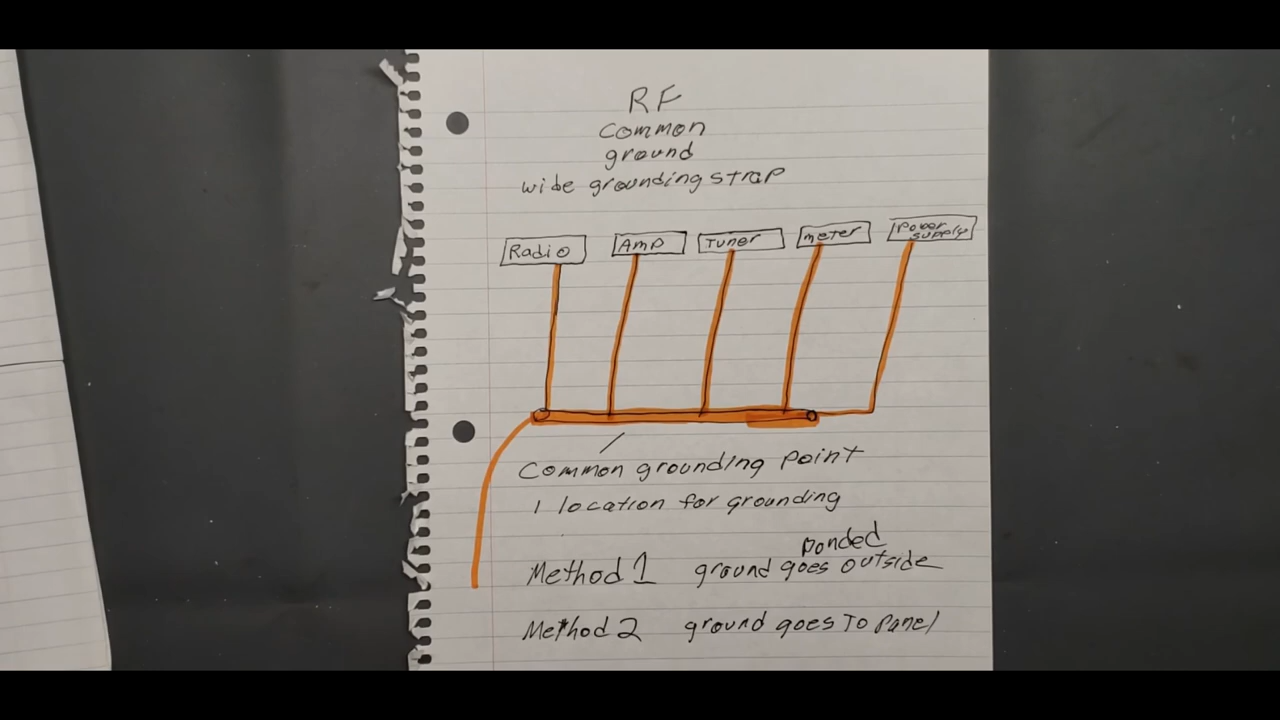 RF
Common
ground
wide grounding strap
Radio
Amp
Tuner
meter
Power supply
Common grounding point
1 location for grounding
bonded
Method 1 ground goes outside
Method 2 ground goes To panel